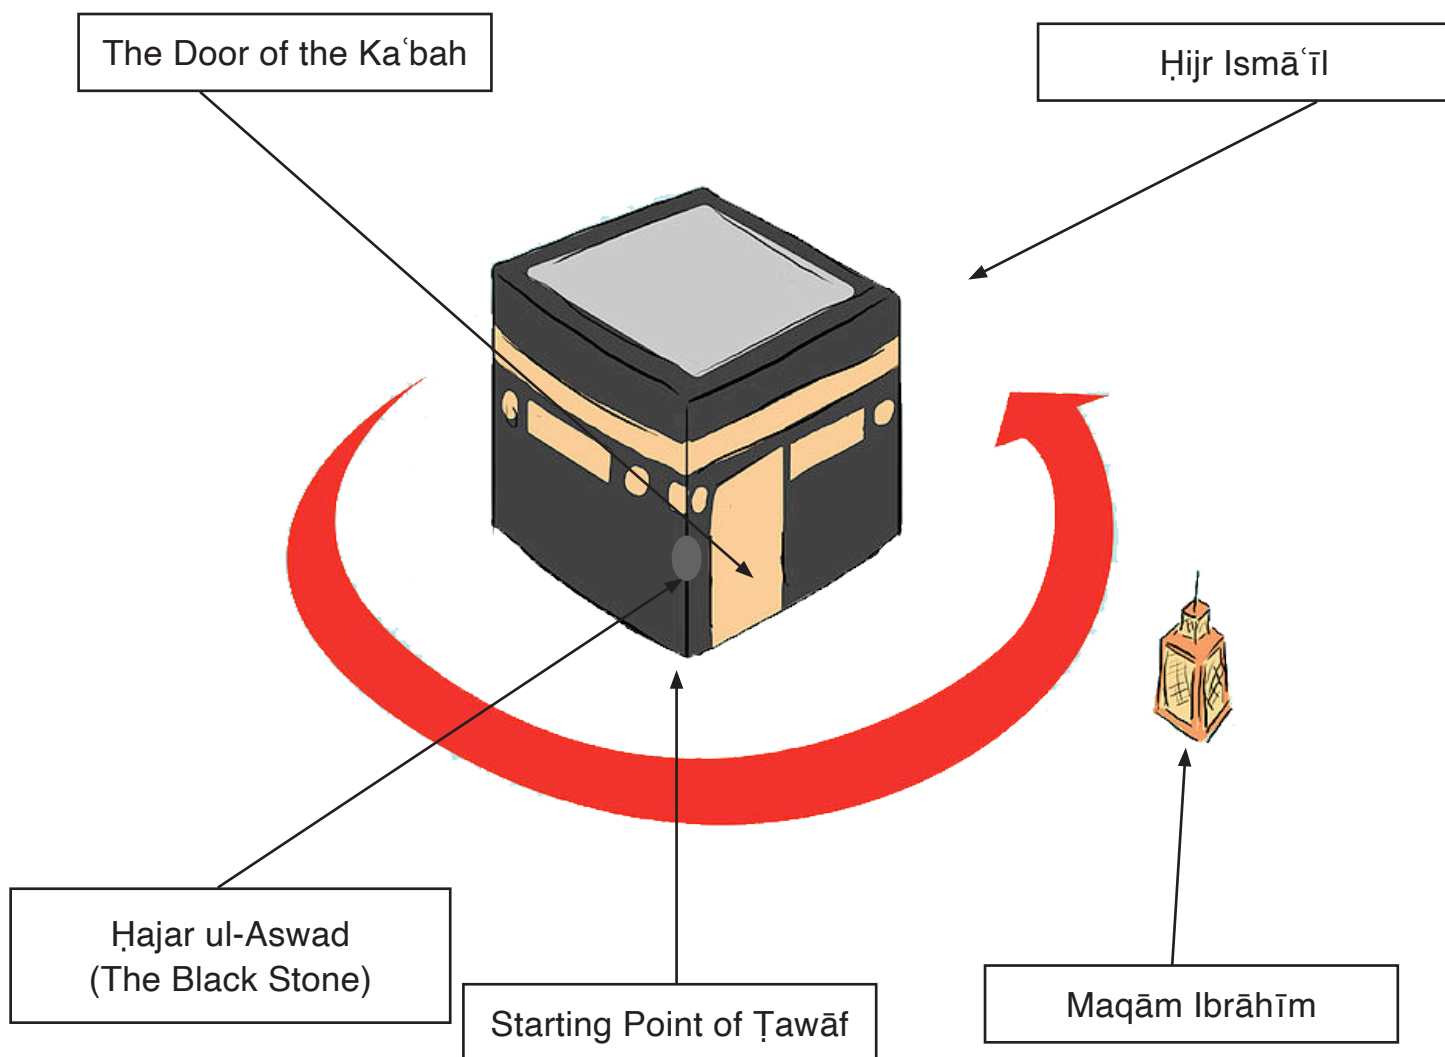 The Door of the Kaʿbah
Ḥijr Ismāʿīl
Ḥajar ul-Aswad
(The Black Stone)
Starting Point of Ṭawāf
Maqām Ibrāhīm